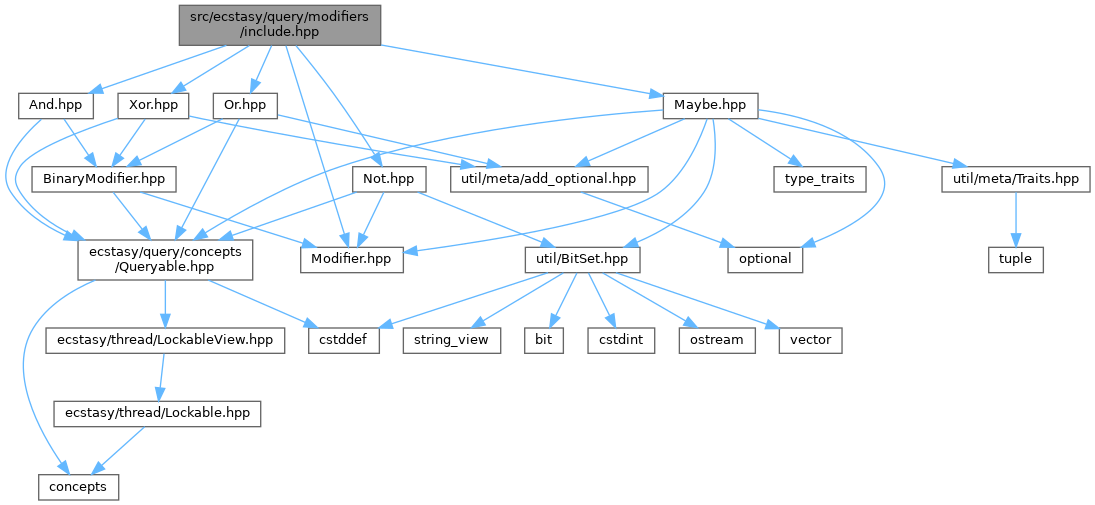 src/ecstasy/query/modifiers
/include.hpp
And.hpp
Xor.hpp
Or.hpp
Maybe.hpp
BinaryModifier.hpp
Not.hpp
util/meta/add_optional.hpp
type_traits
util/meta/Traits.hpp
ecstasy/query/concepts
/Queryable.hpp
Modifier.hpp
util/BitSet.hpp
optional
tuple
ecstasy/thread/LockableView.hpp
cstddef
string_view
bit
cstdint
ostream
vector
ecstasy/thread/Lockable.hpp
concepts